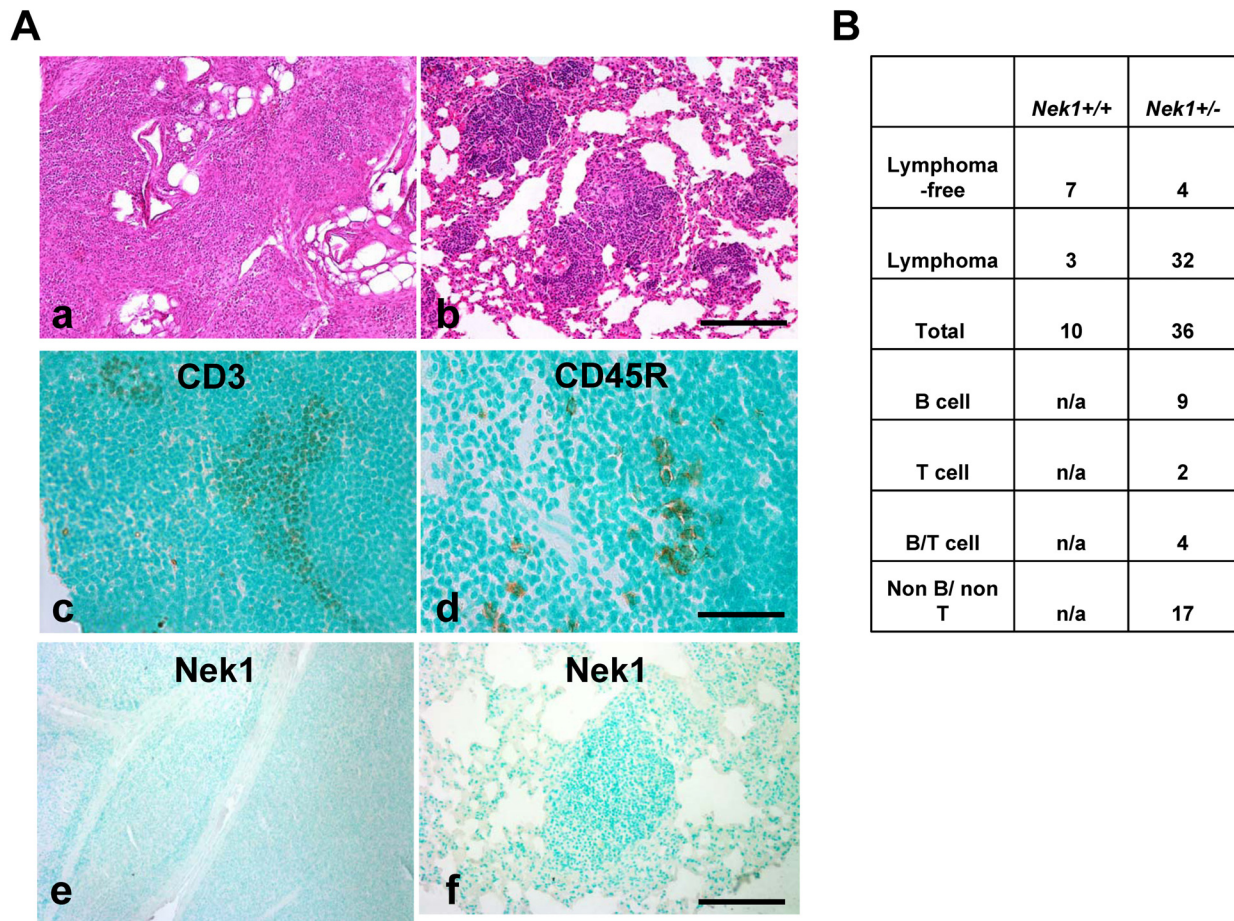 A
B
a
b
CD3
CD45R
c
d
Nek1
Nek1
e
f
Nek1+/+ Nek1+/-
Lymphoma
-free 7 4
Lymphoma 3 32
Total 10 36
B cell n/a 9
T cell n/a 2
B/T cell n/a 4
Non B/ non
T n/a 17